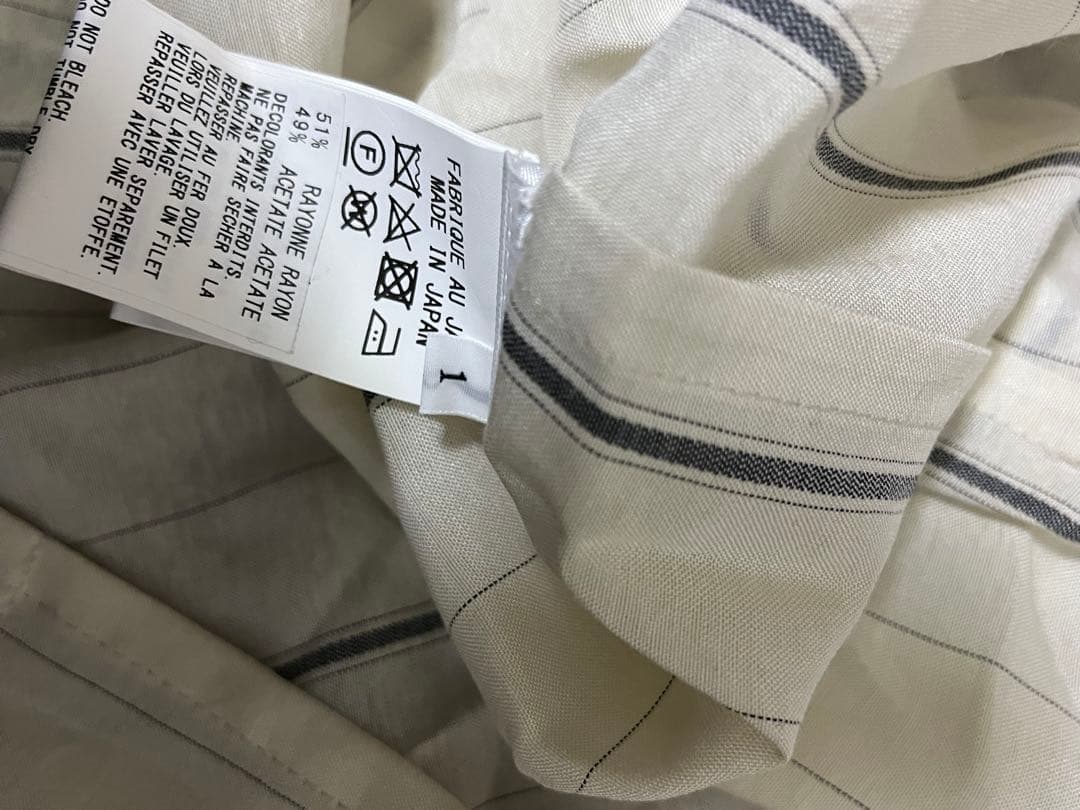 FABRIQUE AU JA
MADE IN JAPAN
1
F
51% RAYONNE RAYON
49% ACETATE ACETATE
DECOLORANTS INTERDITS.
NE PAS FAIRE SECHER A LA
MACHINE.
REPASSER AU FER DOUX.
VEUILLEZ UTILISER UN FILET
LORS DU LAVAGE.
VEUILLER LAVER SEPAREMENT.
REPASSER AVEC UNE ETOFFE.
DO NOT BLEACH.